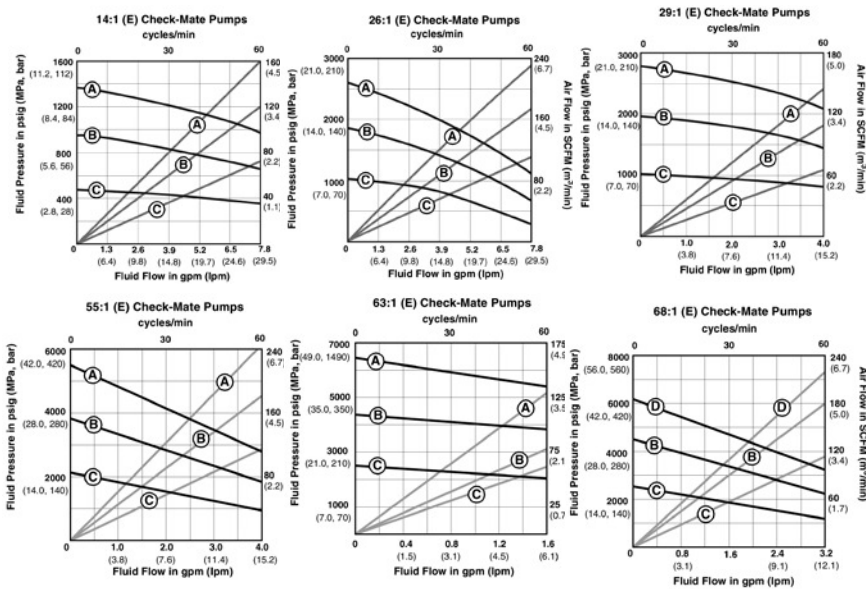 14:1 (E) Check-Mate Pumps
cycles/min
0 30 60
1600
(11.2, 112)
1200
(8.4, 84)
800
(5.6, 56)
400
(2.8, 28)
Fluid Pressure in psig (MPa, bar)
A
B
C
A
B
C
160
(4.5
120
(3.4
80
(2.2)
40
(1.1)
0 1.3 2.6 3.9 5.2 6.5 7.8
(6.4) (9.8) (14.8) (19.7) (24.6) (29.5)
Fluid Flow in gpm (lpm)
26:1 (E) Check-Mate Pumps
cycles/min
0 30 60
3000
(21.0, 210)
2000
(14.0, 140)
1000
(7.0, 70)
Fluid Pressure in psig (MPa, bar)
A
B
C
A
B
C
240
(6.7)
160
(4.5)
80
(2.2)
Air Flow in SCFM (m³/min)
0 1.3 2.6 3.9 5.2 6.5 7.8
(6.4) (9.8) (14.8) (19.7) (24.6) (29.5)
Fluid Flow in gpm (lpm)
29:1 (E) Check-Mate Pumps
cycles/min
0 30 60
3000
(21.0, 210)
2000
(14.0, 140)
1000
(7.0, 70)
Fluid Pressure in psig (MPa, bar)
A
B
C
A
B
C
180
(5.0)
120
(3.4)
60
(2.2)
Air Flow in SCFM (m³/min)
0 1.0 2.0 3.0 4.0
(3.8) (7.6) (11.4) (15.2)
Fluid Flow in gpm (lpm)
55:1 (E) Check-Mate Pumps
cycles/min
0 30 60
6000
(42.0, 420)
4000
(28.0, 280)
2000
(14.0, 140)
Fluid Pressure in psig (MPa, bar)
A
B
C
A
B
C
240
(6.7)
160
(4.5)
80
(2.2)
0 1.0 2.0 3.0 4.0
(3.8) (7.6) (11.4) (15.2)
Fluid Flow in gpm (lpm)
63:1 (E) Check-Mate Pumps
cycles/min
0 30 60
7000
(49.0, 1490)
5000
(35.0, 350)
3000
(21.0, 210)
1000
(7.0, 70)
Fluid Pressure in psig (MPa, bar)
A
B
C
A
B
C
175
(4.9
125
(3.5
75
(2.1
25
(0.7
0 0.4 0.8 1.2 1.6
(1.5) (3.1) (4.5) (6.1)
Fluid Flow in gpm (lpm)
68:1 (E) Check-Mate Pumps
cycles/min
0 30 60
8000
(56.0, 560)
6000
(42.0, 420)
4000
(28.0, 280)
2000
(14.0, 140)
Fluid Pressure in psig (MPa, bar)
D
B
C
D
B
C
240
(6.7)
180
(5.0)
120
(3.4)
60
(1.7)
Air Flow in SCFM (m³/min)
0 0.8 1.6 2.4 3.2
(3.1) (9.1) (12.1)
Fluid Flow in gpm (lpm)